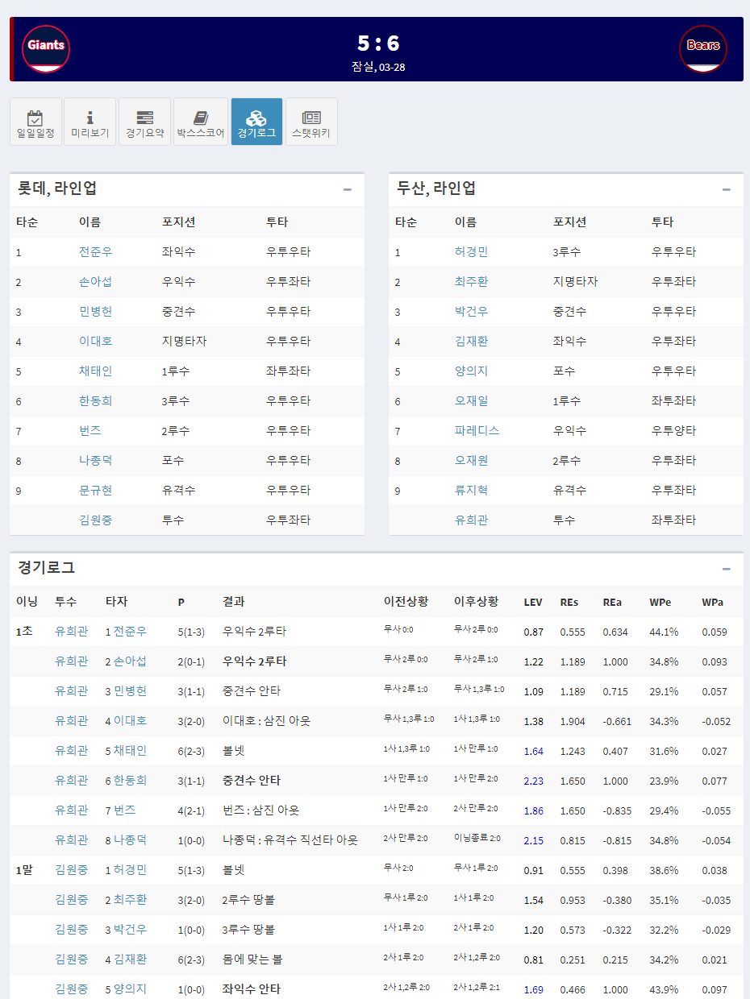 Giants 5 : 6 Bears
잠실, 03-28
일일일정 미리보기 경기요약 박스스코어 경기로그 스탯위키
롯데, 라인업
타순 이름 포지션 투타
1 전준우 좌익수 우투우타
2 손아섭 우익수 우투좌타
3 민병헌 중견수 우투우타
4 이대호 지명타자 우투우타
5 채태인 1루수 좌투좌타
6 한동희 3루수 우투우타
7 번즈 2루수 우투우타
8 나종덕 포수 우투우타
9 문규현 유격수 우투우타
김원중 투수 우투좌타
두산, 라인업
타순 이름 포지션 투타
1 허경민 3루수 우투우타
2 최주환 지명타자 우투좌타
3 박건우 중견수 우투우타
4 김재환 좌익수 우투좌타
5 양의지 포수 우투우타
6 오재일 1루수 좌투좌타
7 파레디스 우익수 우투양타
8 오재원 2루수 우투좌타
9 류지혁 유격수 우투좌타
유희관 투수 좌투좌타
경기로그
이닝 투수 타자 P 결과 이전상황 이후상황 LEV REs REa WPe WPa
1초 유희관 1 전준우 5(1-3) 우익수 2루타 무사 0:0 무사 2루 0:0 0.87 0.555 0.634 44.1% 0.059
유희관 2 손아섭 2(0-1) 우익수 2루타 무사 2루 0:0 무사 2루 1:0 1.22 1.189 1.000 34.8% 0.093
유희관 3 민병헌 3(1-1) 중견수 안타 무사 2루 1:0 무사 1,3루 1:0 1.09 1.189 0.715 29.1% 0.057
유희관 4 이대호 3(2-0) 이대호 : 삼진 아웃 무사 1,3루 1:0 1사 1,3루 1:0 1.38 1.904 -0.661 34.3% -0.052
유희관 5 채태인 6(2-3) 볼넷 1사 1,3루 1:0 1사 만루 1:0 1.64 1.243 0.407 31.6% 0.027
유희관 6 한동희 3(1-1) 중견수 안타 1사 만루 1:0 1사 만루 2:0 2.23 1.650 1.000 23.9% 0.077
유희관 7 번즈 4(2-1) 번즈 : 삼진 아웃 1사 만루 2:0 2사 만루 2:0 1.86 1.650 -0.835 29.4% -0.055
유희관 8 나종덕 1(0-0) 나종덕 : 유격수 직선타 아웃 2사 만루 2:0 이닝종료 2:0 2.15 0.815 -0.815 34.8% -0.054
1말 김원중 1 허경민 5(1-3) 볼넷 무사 2:0 무사 1루 2:0 0.91 0.555 0.398 38.6% 0.038
김원중 2 최주환 3(2-0) 2루수 땅볼 무사 1루 2:0 1사 1루 2:0 1.54 0.953 -0.380 35.1% -0.035
김원중 3 박건우 1(0-0) 3루수 땅볼 1사 1루 2:0 2사 1루 2:0 1.20 0.573 -0.322 32.2% -0.029
김원중 4 김재환 6(2-3) 몸에 맞는 볼 2사 1루 2:0 2사 1,2루 2:0 0.81 0.251 0.215 34.2% 0.021
김원중 5 양의지 1(0-0) 좌익수 안타 2사 1,2루 2:0 2사 1,2루 2:1 1.69 0.466 1.000 43.9% 0.097